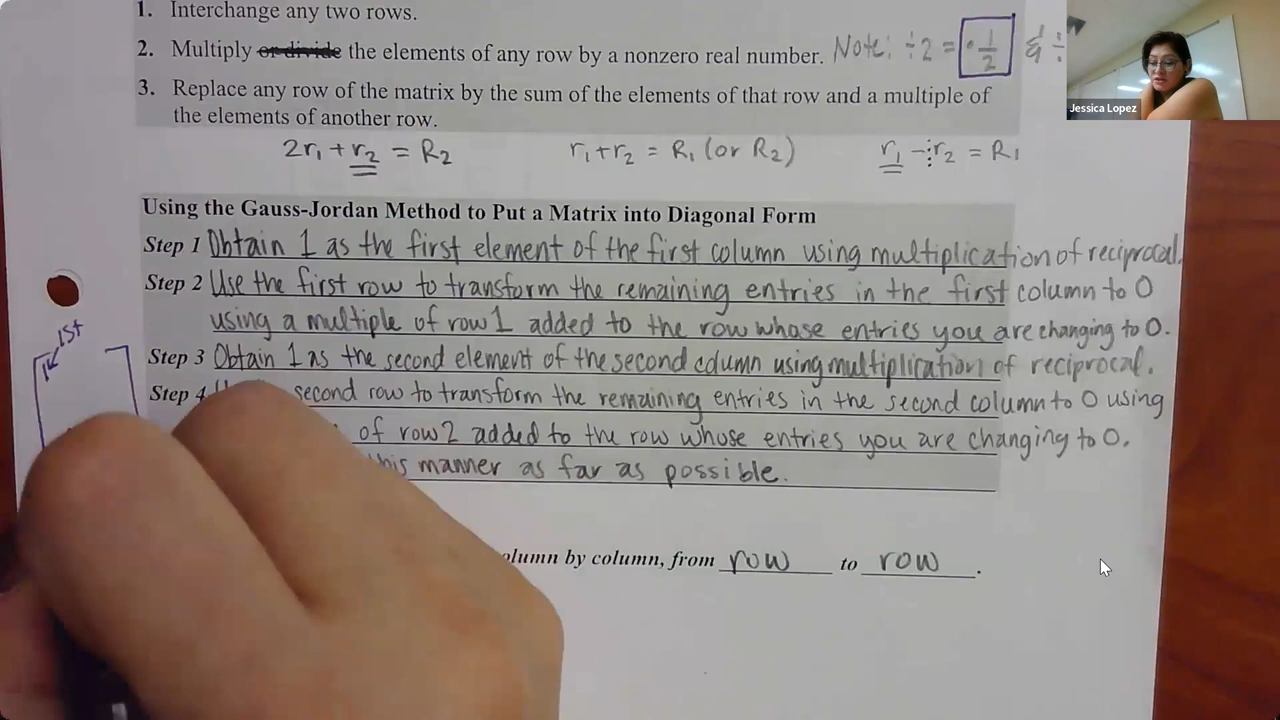 1. Interchange any two rows.
2. Multiply or divide the elements of any row by a nonzero real number. Note: ÷2 = · 1/2 & ÷
3. Replace any row of the matrix by the sum of the elements of that row and a multiple of
the elements of another row.
2r₁ + r₂ = R₂ r₁ + r₂ = R₁ (or R₂) r₁ - r₂ = R₁
Jessica Lopez
Using the Gauss-Jordan Method to Put a Matrix into Diagonal Form
Step 1 Obtain 1 as the first element of the first column using multiplication of reciprocal.
Step 2 Use the first row to transform the remaining entries in the first column to 0
using a multiple of row 1 added to the row whose entries you are changing to 0.
1st
Step 3 Obtain 1 as the second element of the second column using multiplication of reciprocal.
Step 4 second row to transform the remaining entries in the second column to 0 using
of row 2 added to the row whose entries you are changing to 0.
this manner as far as possible.
column by column, from row to row.